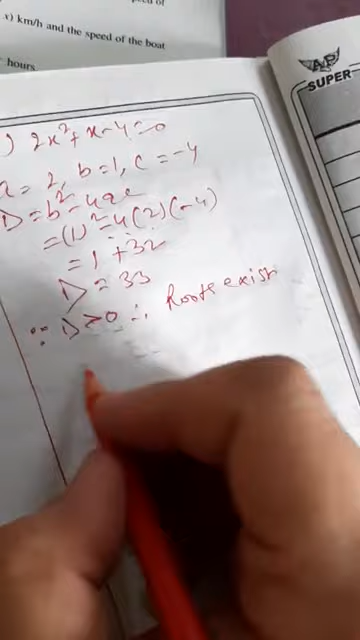 x) km/h and the speed of the boat
hours.
AP
SUPER
) 2x²+x-4=0
a = 2, b=1, c = -4
D = b²-4ac
= (1)²-4(2)(-4)
= 1 +32
D = 33
∵ D>0 ∴ Roots exist